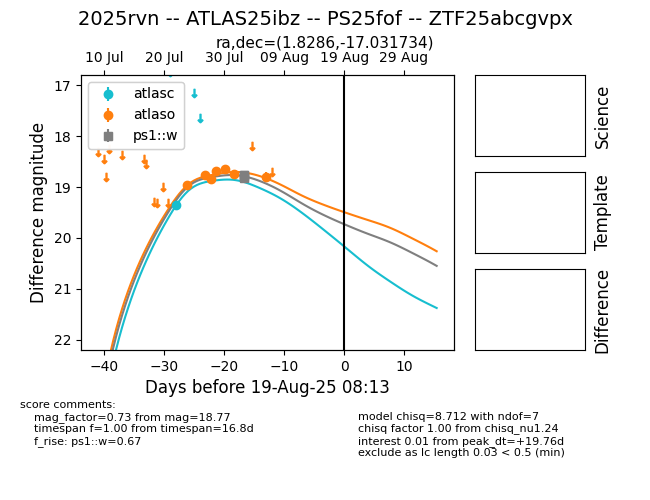 2025rvn -- ATLAS25ibz -- PS25fof -- ZTF25abcgvpx
ra,dec=(1.8286,-17.031734)
10 Jul 20 Jul 30 Jul 09 Aug 19 Aug 29 Aug
17
18
19
20
21
22
Difference magnitude
atlasc
atlaso
ps1::w
−40 −30 −20 −10 0 10
Days before 19-Aug-25 08:13
Science
Template
Difference
score comments:
mag_factor=0.73 from mag=18.77
timespan f=1.00 from timespan=16.8d
f_rise: ps1::w=0.67
model chisq=8.712 with ndof=7
chisq factor 1.00 from chisq_nu1.24
interest 0.01 from peak_dt=+19.76d
exclude as lc length 0.03 < 0.5 (min)